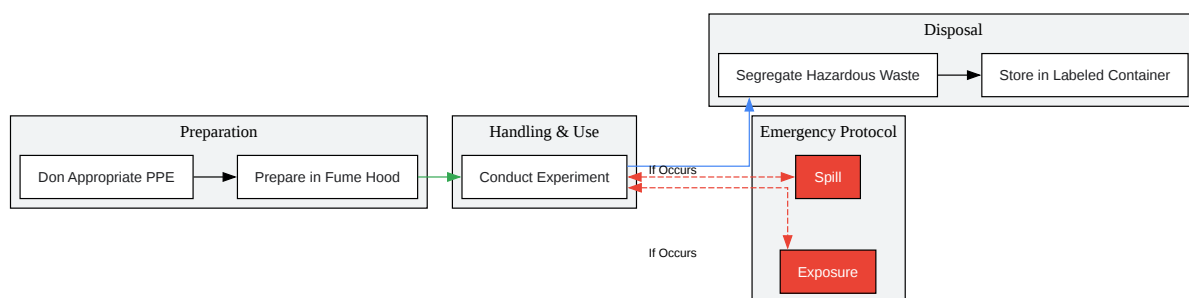 Disposal
Segregate Hazardous Waste
Store in Labeled Container
Preparation
Don Appropriate PPE
Prepare in Fume Hood
Handling & Use
Conduct Experiment
If Occurs
If Occurs
Emergency Protocol
Spill
Exposure